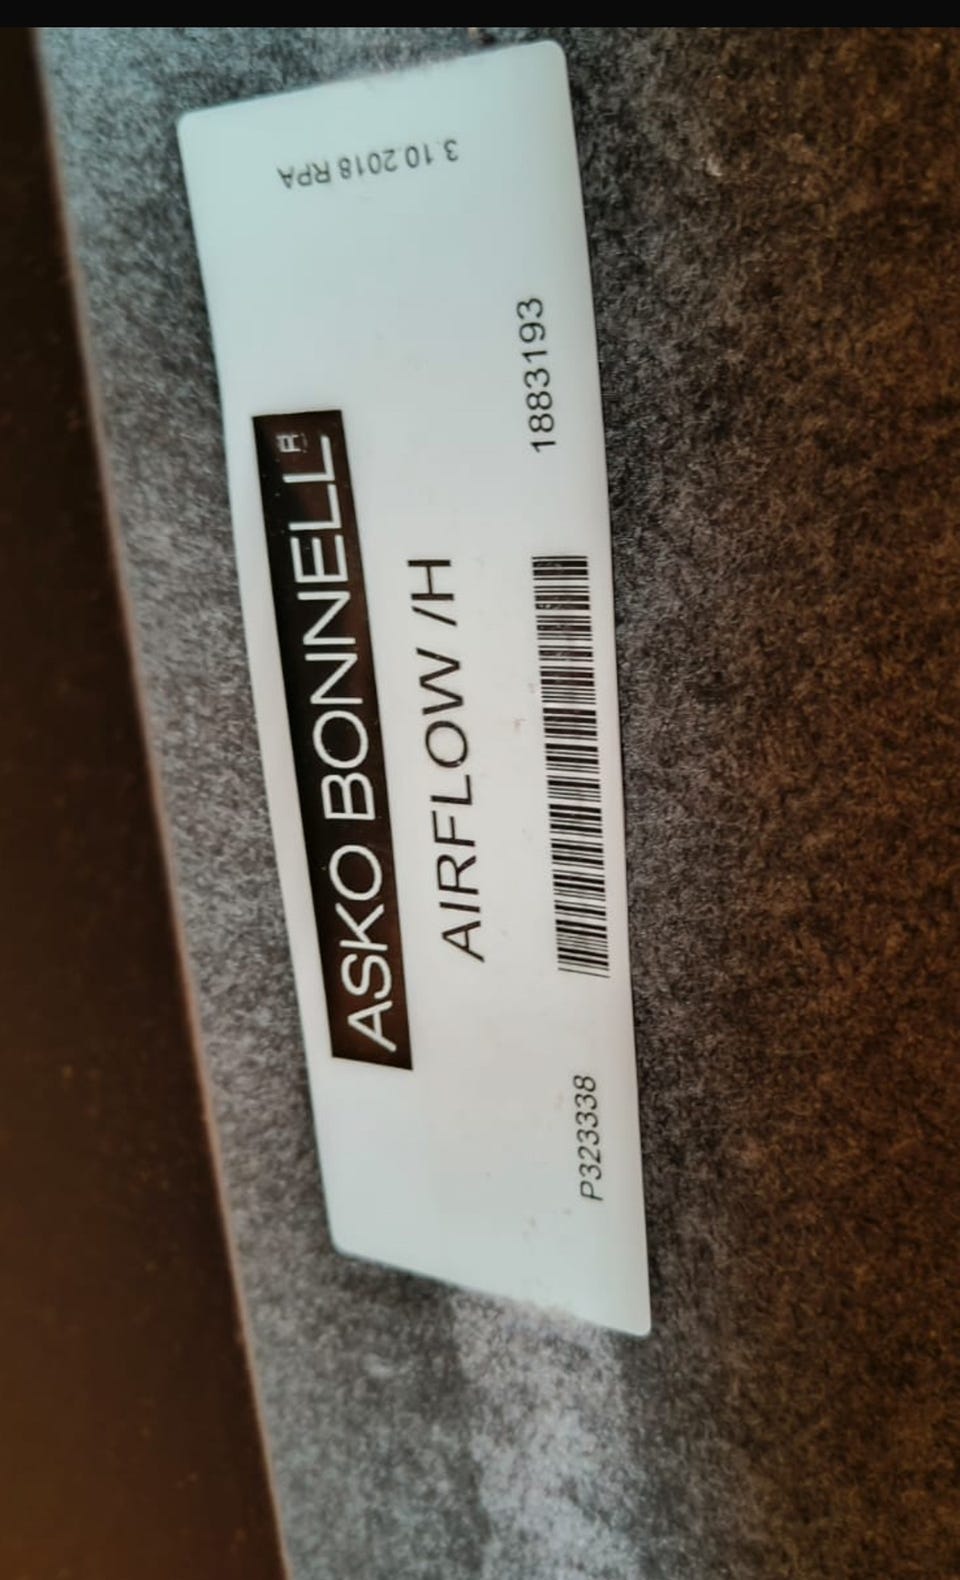 ASKO BONNELL
AIRFLOW /H
P323338
1883193
3.10.2018 RPA